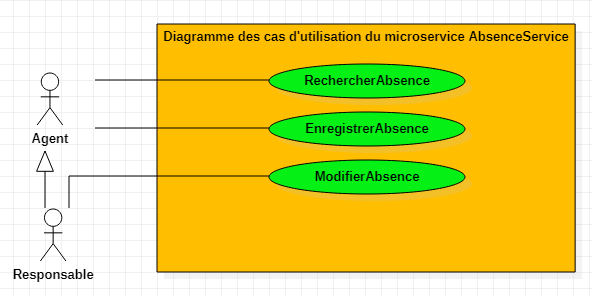 Diagramme des cas d'utilisation du microservice AbsenceService
RechercherAbsence
Agent
EnregistrerAbsence
ModifierAbsence
Responsable